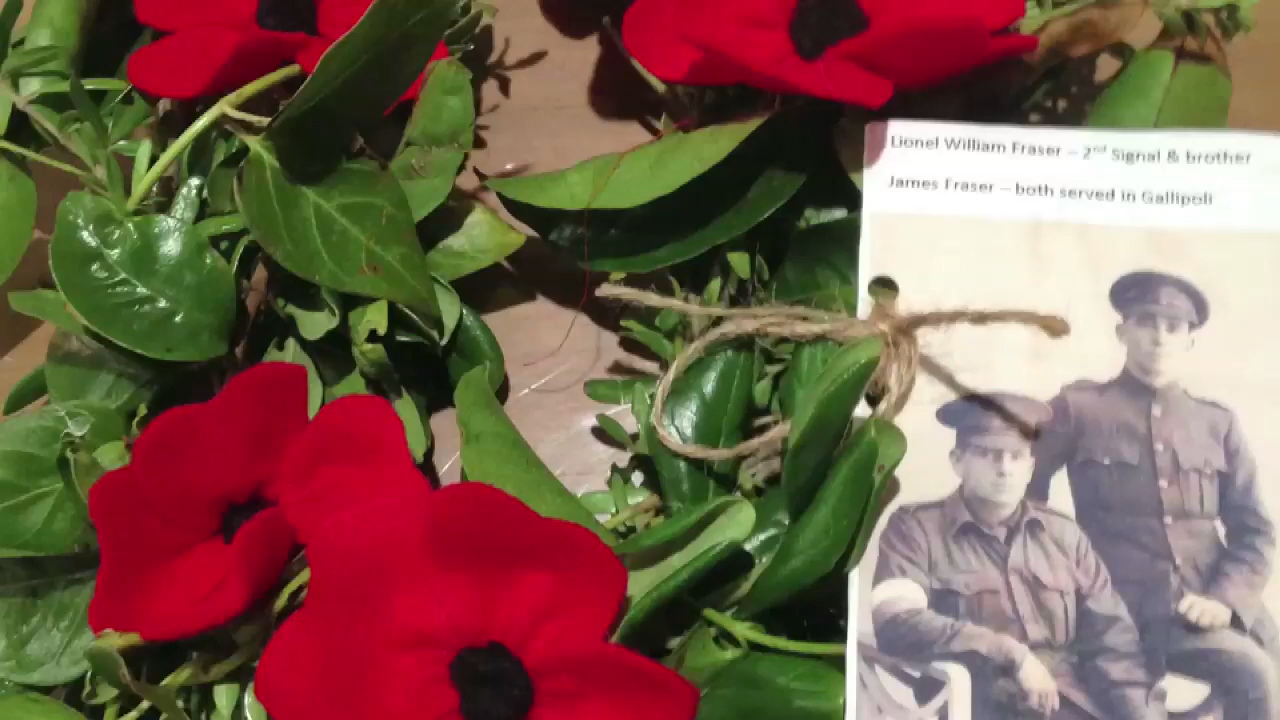 Lionel William Fraser – 2nd Signal & brother
James Fraser – both served in Gallipoli